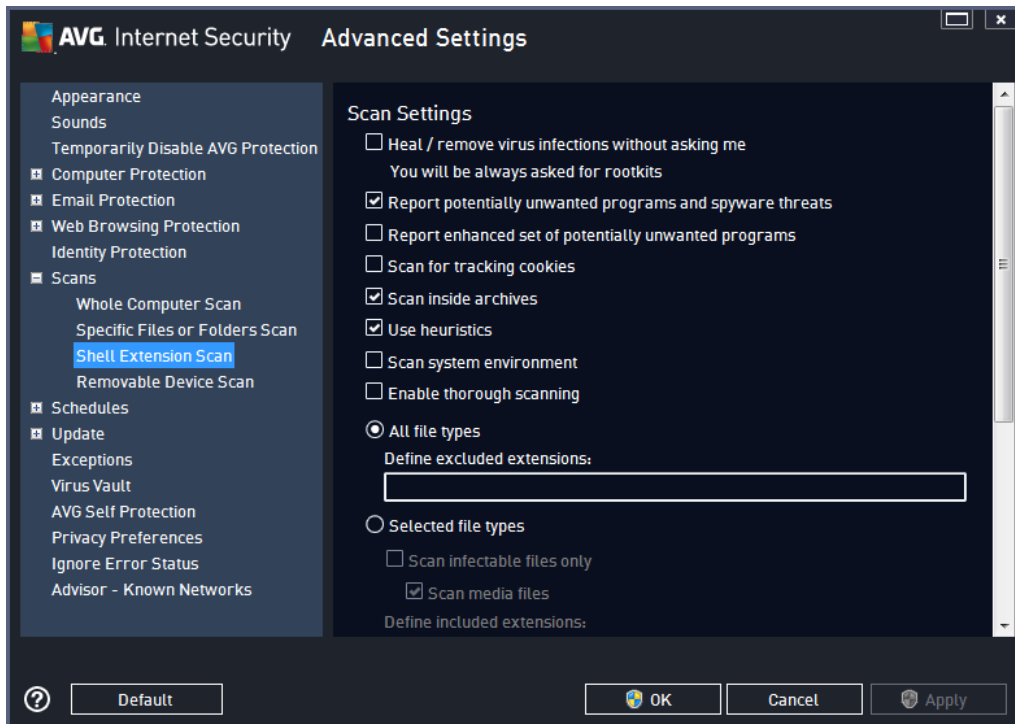 AVG. Internet Security Advanced Settings
Appearance
Sounds
Temporarily Disable AVG Protection
Computer Protection
Email Protection
Web Browsing Protection
Identity Protection
Scans
Whole Computer Scan
Specific Files or Folders Scan
Shell Extension Scan
Removable Device Scan
Schedules
Update
Exceptions
Virus Vault
AVG Self Protection
Privacy Preferences
Ignore Error Status
Advisor - Known Networks
Scan Settings
Heal / remove virus infections without asking me
You will be always asked for rootkits
Report potentially unwanted programs and spyware threats
Report enhanced set of potentially unwanted programs
Scan for tracking cookies
Scan inside archives
Use heuristics
Scan system environment
Enable thorough scanning
All file types
Define excluded extensions:
Selected file types
Scan infectable files only
Scan media files
Define included extensions:
? Default OK Cancel Apply